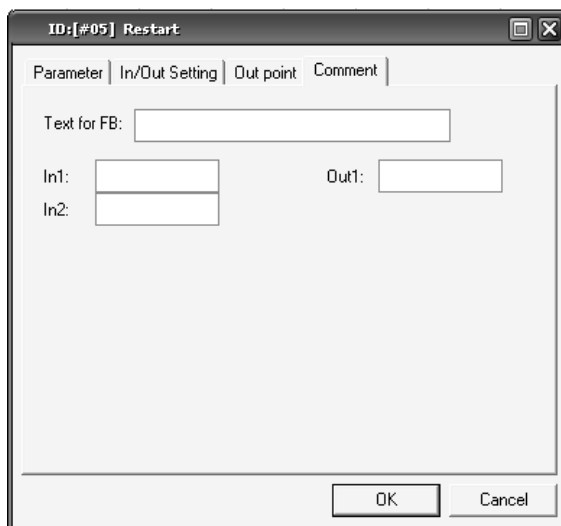 ID:[#05] Restart
Parameter In/Out Setting Out point Comment
Text for FB:
In1: Out1:
In2:
OK Cancel